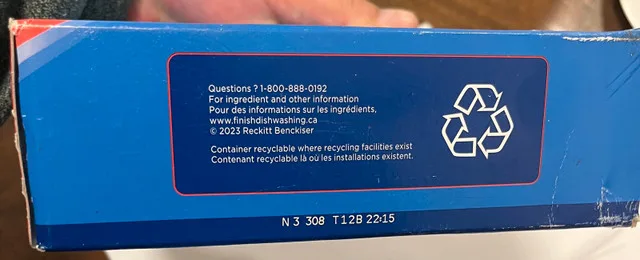 Questions ? 1-800-888-0192
For ingredient and other information
Pour des informations sur les ingrédients,
www.finishdishwashing.ca
© 2023 Reckitt Benckiser
Container recyclable where recycling facilities exist
Contenant recyclable là où les installations existent.
N 3 308 T12B 22:15